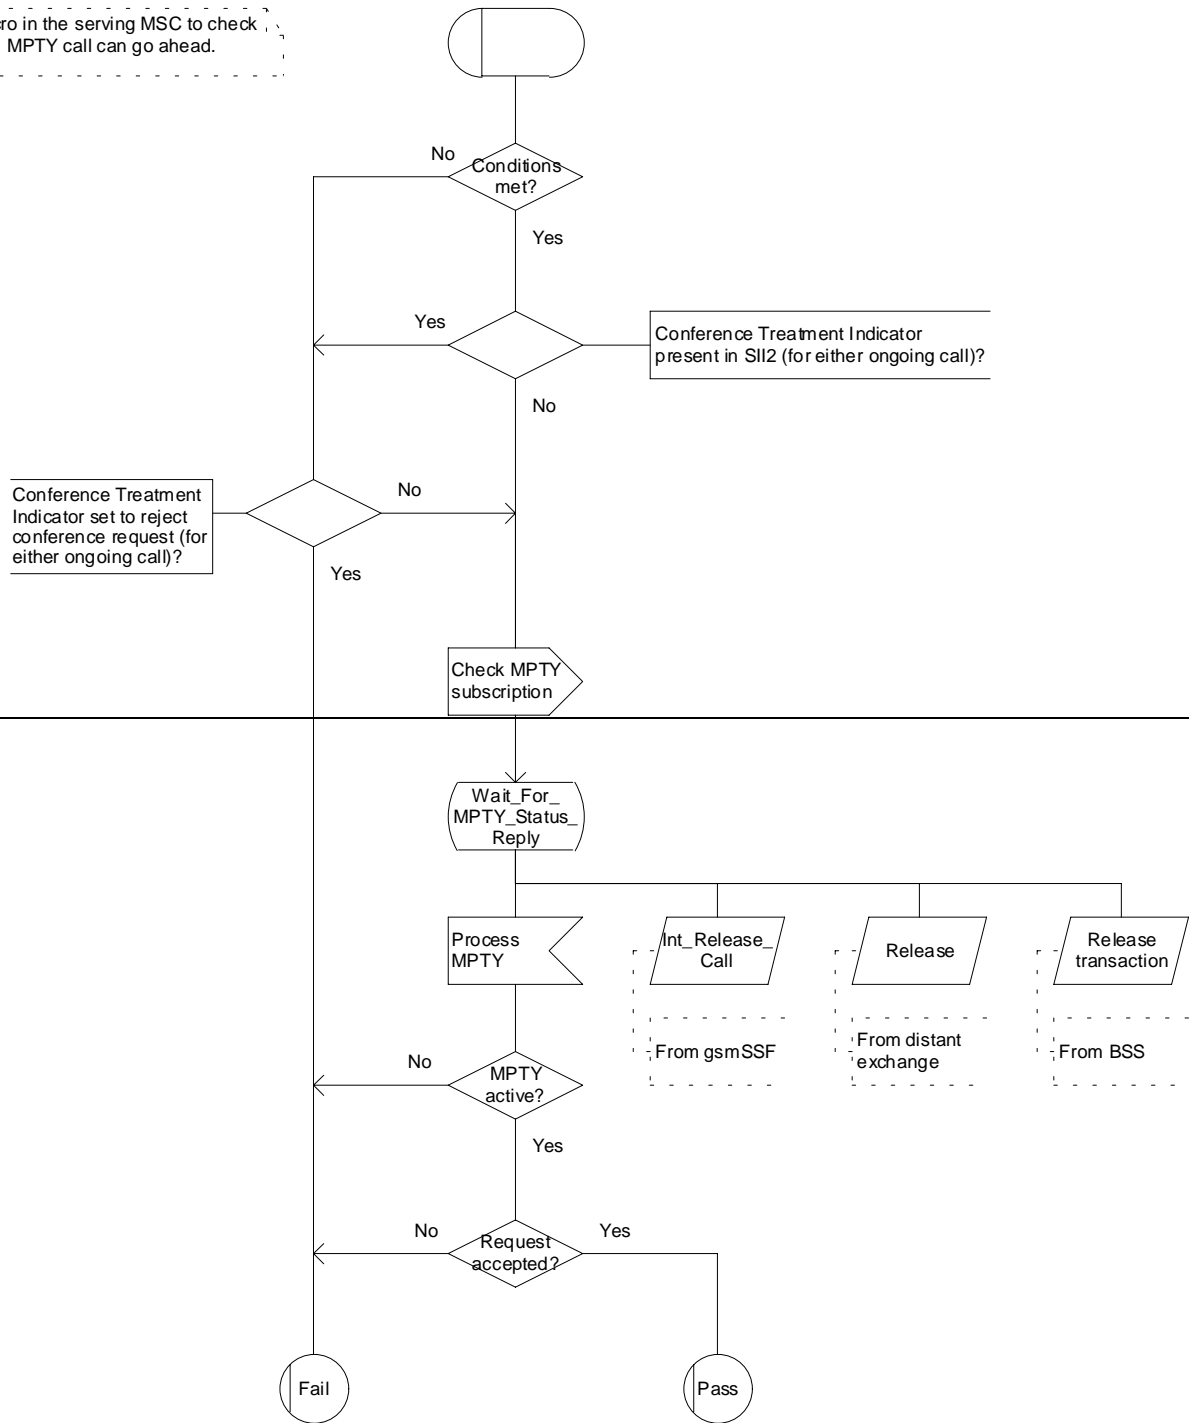 in the serving MSC to check
MPTY call can go ahead.
No
Conditions
met?
Yes
Yes
Conference Treatment Indicator
present in SII2 (for either ongoing call)?
No
Conference Treatment
Indicator set to reject
conference request (for
either ongoing call)?
No
Yes
Check MPTY
subscription
Wait_For_
MPTY_Status_
Reply
Process
MPTY
Int_Release_
Call
Release
Release
transaction
From gsmSSF
From distant
exchange
From BSS
No
MPTY
active?
Yes
No
Request
accepted?
Yes
Fail
Pass